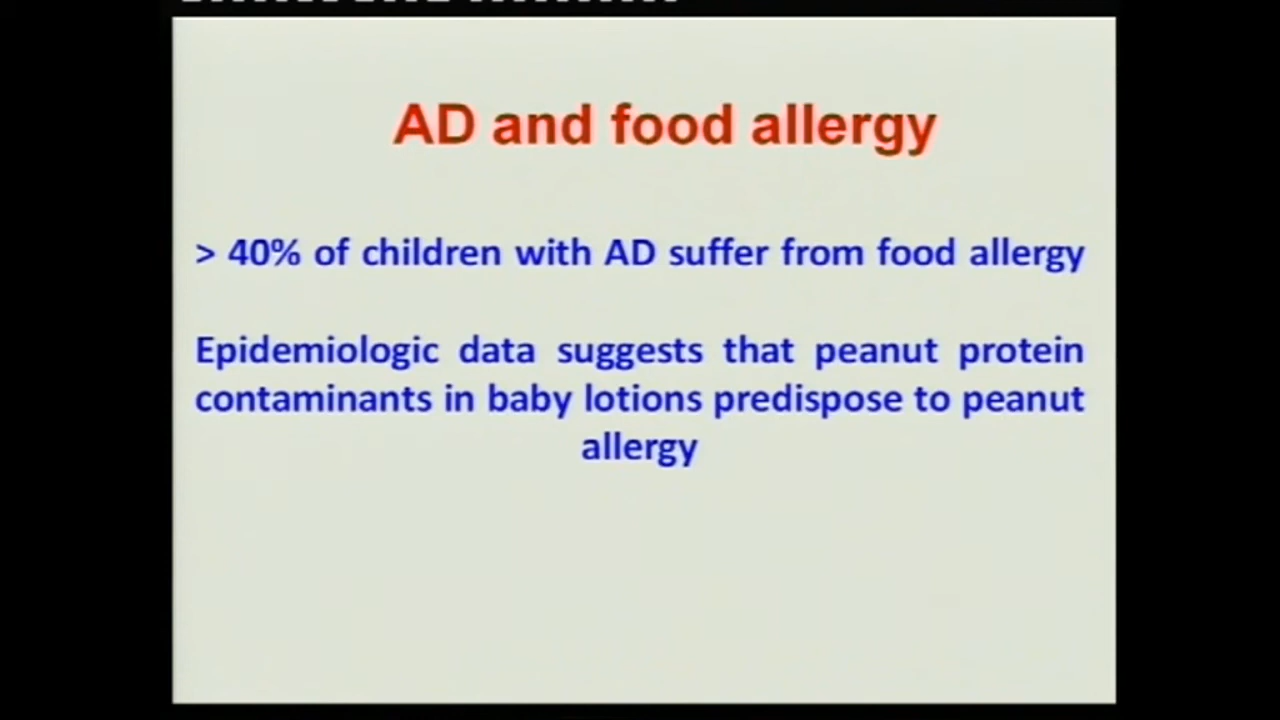 AD and food allergy
> 40% of children with AD suffer from food allergy
Epidemiologic data suggests that peanut protein
contaminants in baby lotions predispose to peanut
allergy